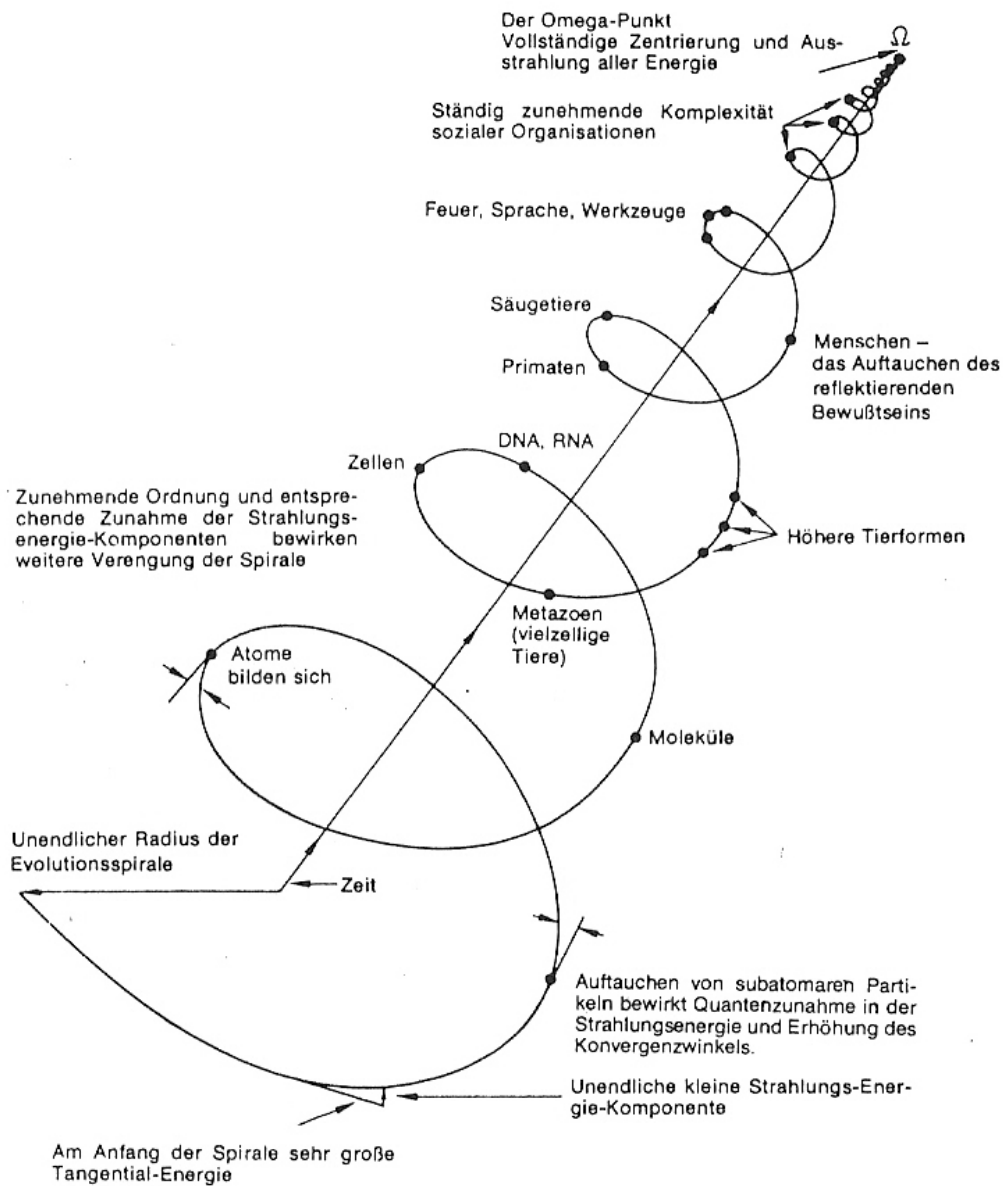 Der Omega-Punkt
Vollständige Zentrierung und Aus-
strahlung aller Energie
Ω
Ständig zunehmende Komplexität
sozialer Organisationen
Feuer, Sprache, Werkzeuge
Säugetiere
Primaten
Menschen –
das Auftauchen des
reflektierenden
Bewußtseins
DNA, RNA
Zellen
Zunehmende Ordnung und entspre-
chende Zunahme der Strahlungs-
energie-Komponenten bewirken
weitere Verengung der Spirale
Höhere Tierformen
Metazoen
(vielzellige
Tiere)
Atome
bilden sich
Moleküle
Unendlicher Radius der
Evolutionsspirale
Zeit
Auftauchen von subatomaren Parti-
keln bewirkt Quantenzunahme in der
Strahlungsenergie und Erhöhung des
Konvergenzwinkels.
Unendliche kleine Strahlungs-Ener-
gie-Komponente
Am Anfang der Spirale sehr große
Tangential-Energie